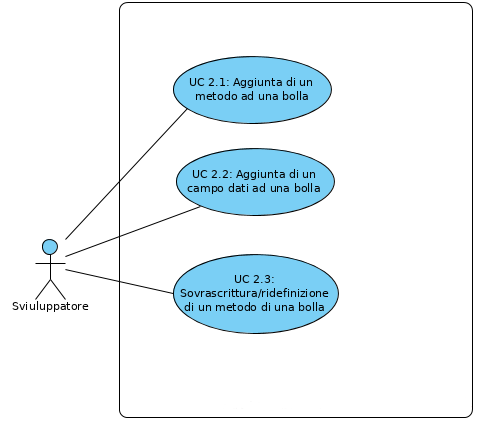 UC 2.1: Aggiunta di un
metodo ad una bolla
UC 2.2: Aggiunta di un
campo dati ad una bolla
UC 2.3:
Sovrascrittura/ridefinizione
di un metodo di una bolla
Sviuluppatore